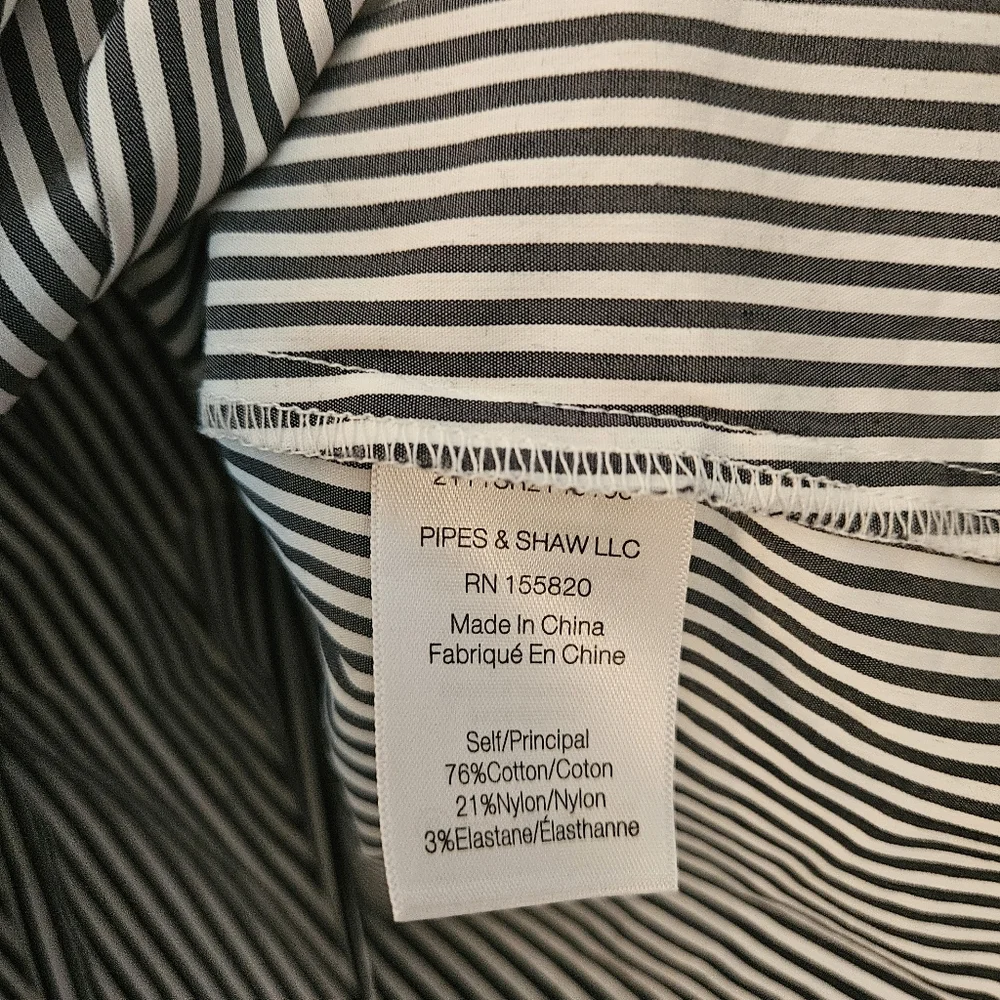 PIPES & SHAW LLC
RN 155820
Made In China
Fabriqué En Chine
Self/Principal
76%Cotton/Coton
21%Nylon/Nylon
3%Elastane/Élasthanne